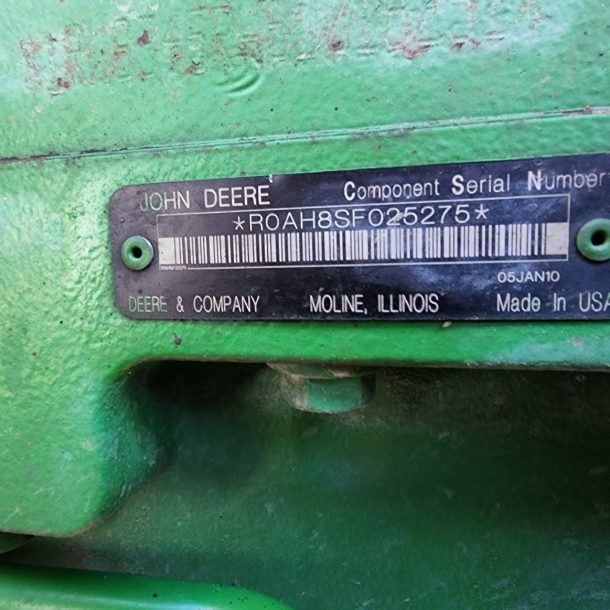 JOHN DEERE Component Serial Number
*R0AH8SF025275*
05JAN10
DEERE & COMPANY MOLINE, ILLINOIS Made In USA